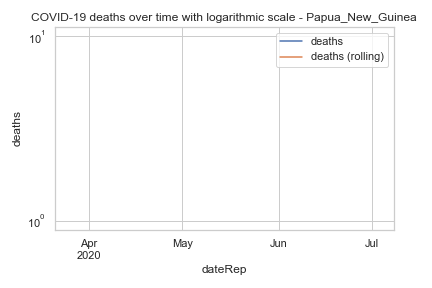 COVID-19 deaths over time with logarithmic scale - Papua_New_Guinea
deaths
deaths (rolling)
10¹
deaths
10⁰
Apr
2020
May
Jun
Jul
dateRep